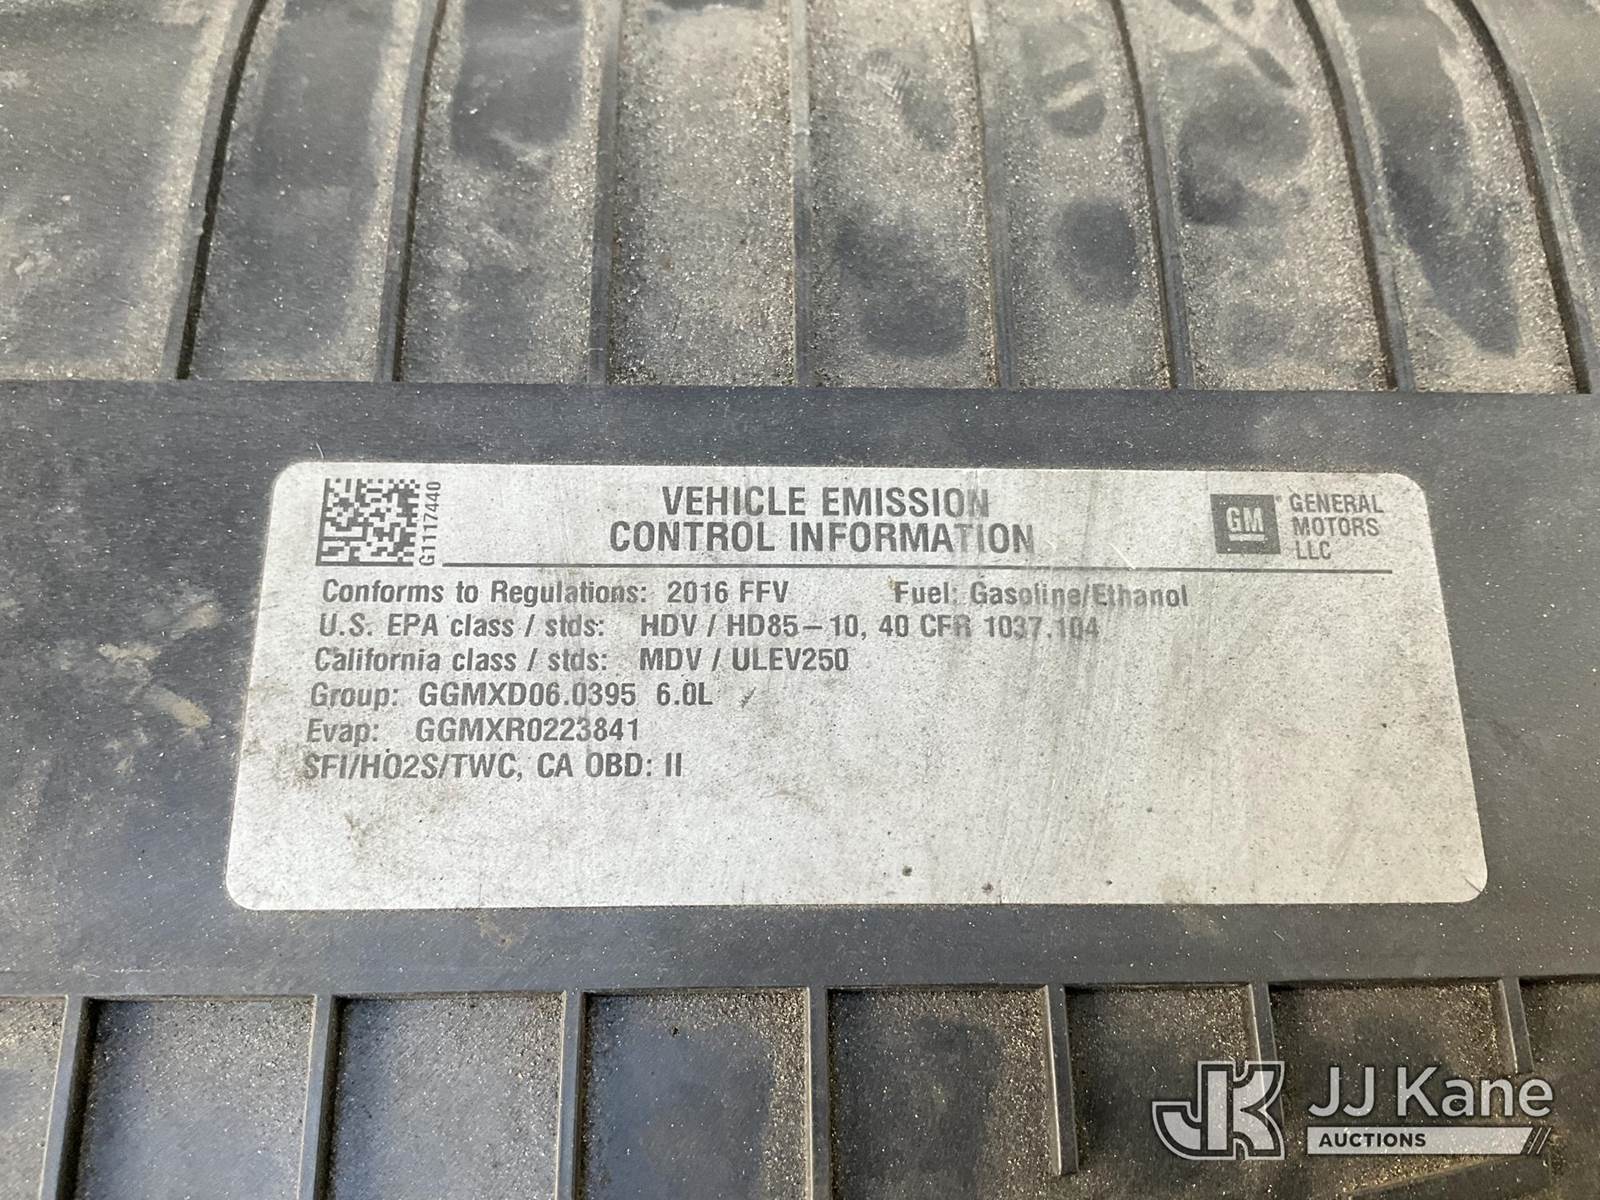 G1117440
VEHICLE EMISSION
CONTROL INFORMATION
GM
GENERAL
MOTORS
LLC
Conforms to Regulations: 2016 FFV Fuel: Gasoline/Ethanol
U.S. EPA class / stds: HDV / HD85-10, 40 CFR 1037.104
California class / stds: MDV / ULEV250
Group: GGMXD06.0395 6.0L
Evap: GGMXR0223841
SFI/HO2S/TWC, CA OBD: II
JK JJ Kane
AUCTIONS